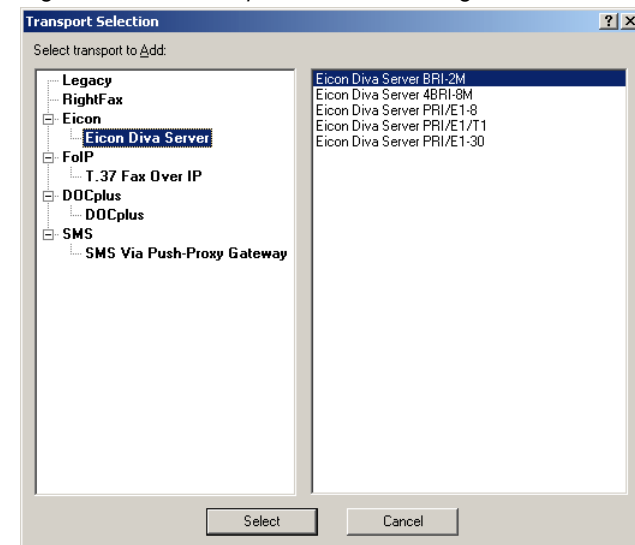 Transport Selection
Select transport to Add:
Legacy
RightFax
Eicon
Eicon Diva Server
FoIP
T.37 Fax Over IP
DOCplus
DOCplus
SMS
SMS Via Push-Proxy Gateway
Eicon Diva Server BRI-2M
Eicon Diva Server 4BRI-8M
Eicon Diva Server PRI/E1-8
Eicon Diva Server PRI/E1/T1
Eicon Diva Server PRI/E1-30
Select
Cancel